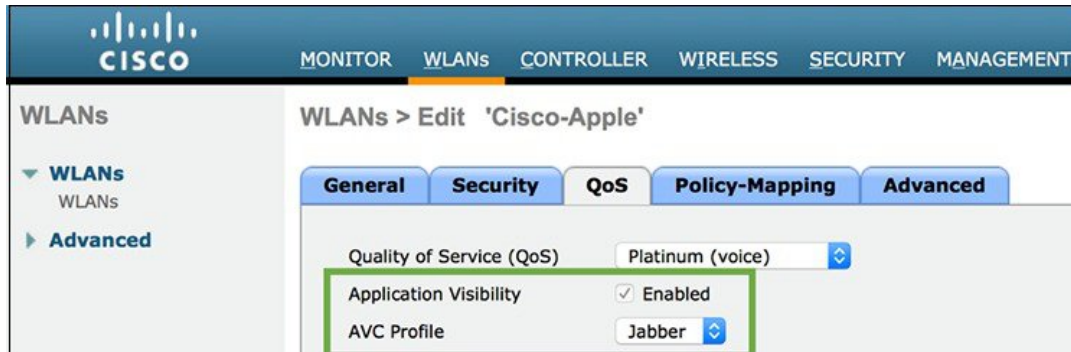 CISCO
MONITOR WLANs CONTROLLER WIRELESS SECURITY MANAGEMENT
WLANs
WLANs > Edit 'Cisco-Apple'
WLANs
WLANs
Advanced
General Security QoS Policy-Mapping Advanced
Quality of Service (QoS) Platinum (voice)
Application Visibility Enabled
AVC Profile Jabber